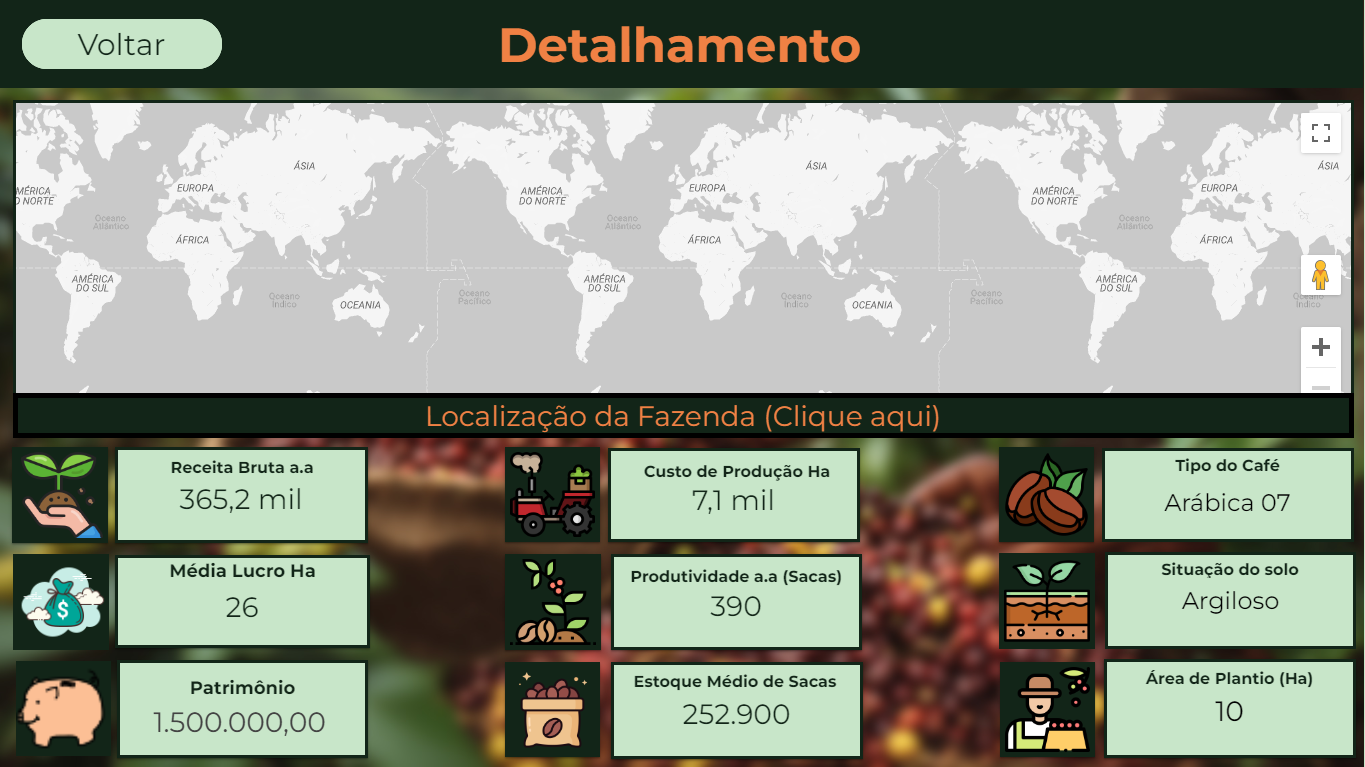 Voltar
Detalhamento
ÁSIA
ÁSIA
ÁSIA
EUROPA
EUROPA
EUROPA
AMÉRICA
DO NORTE
AMÉRICA
DO NORTE
AMÉRICA
DO NORTE
Oceano
Atlântico
Oceano
Atlântico
Oceano
Atlântico
ÁFRICA
ÁFRICA
ÁFRICA
AMÉRICA
DO SUL
AMÉRICA
DO SUL
AMÉRICA
DO SUL
Oceano
Índico
Oceano
Índico
Oceano
Índico
OCEANIA
OCEANIA
Oceano
Pacífico
Oceano
Pacífico
Localização da Fazenda (Clique aqui)
Receita Bruta a.a
365,2 mil
Custo de Produção Ha
7,1 mil
Tipo do Café
Arábica 07
Média Lucro Ha
26
Produtividade a.a (Sacas)
390
Situação do solo
Argiloso
Patrimônio
1.500.000,00
Estoque Médio de Sacas
252.900
Área de Plantio (Ha)
10